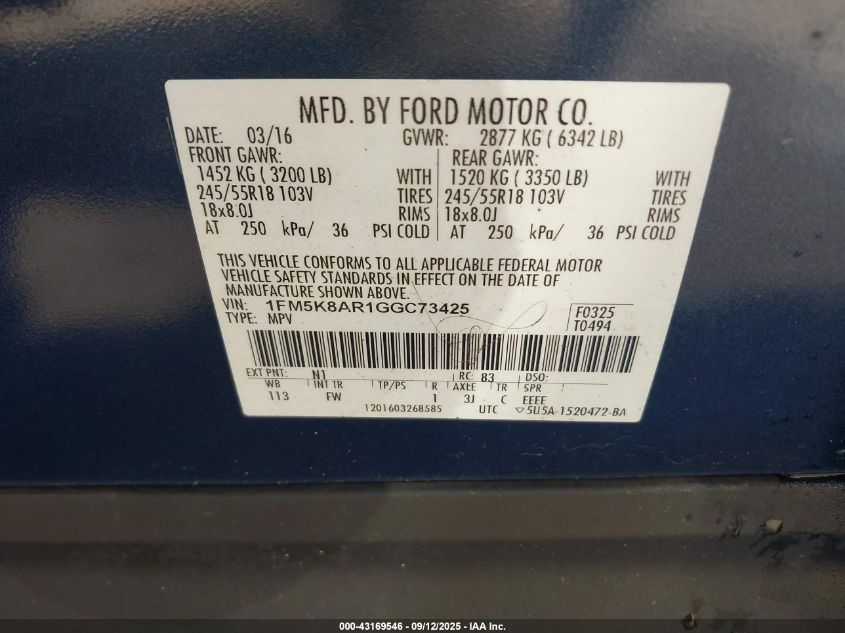 MFD. BY FORD MOTOR CO.
DATE: 03/16 GVWR: 2877 KG ( 6342 LB)
FRONT GAWR: REAR GAWR:
1452 KG ( 3200 LB) WITH 1520 KG ( 3350 LB) WITH
245/55R18 103V TIRES 245/55R18 103V TIRES
18x8.0J RIMS 18x8.0J RIMS
AT 250 kPa/ 36 PSI COLD AT 250 kPa/ 36 PSI COLD
THIS VEHICLE CONFORMS TO ALL APPLICABLE FEDERAL MOTOR
VEHICLE SAFETY STANDARDS IN EFFECT ON THE DATE OF
MANUFACTURE SHOWN ABOVE.
VIN: 1FM5K8AR1GGC73425 F0325
TYPE: MPV T0494
EXT PNT: N1 RC: 83 DSO:
WB INT TR TP/PS R AXLE TR SPR
113 FW 1 3J C EEEE
1201603268585 UTC ▽5U5A-1520472-BA
000-43169546 - 09/12/2025 - IAA Inc.